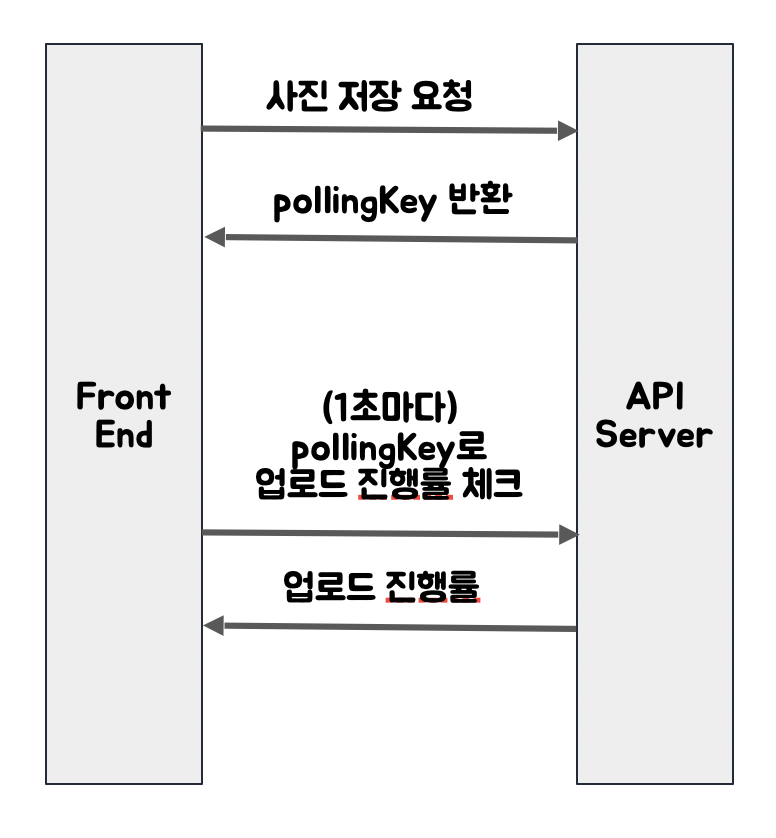 사진 저장 요청
pollingKey 반환
Front
End
(1초마다)
pollingKey로
업로드 진행률 체크
API
Server
업로드 진행률